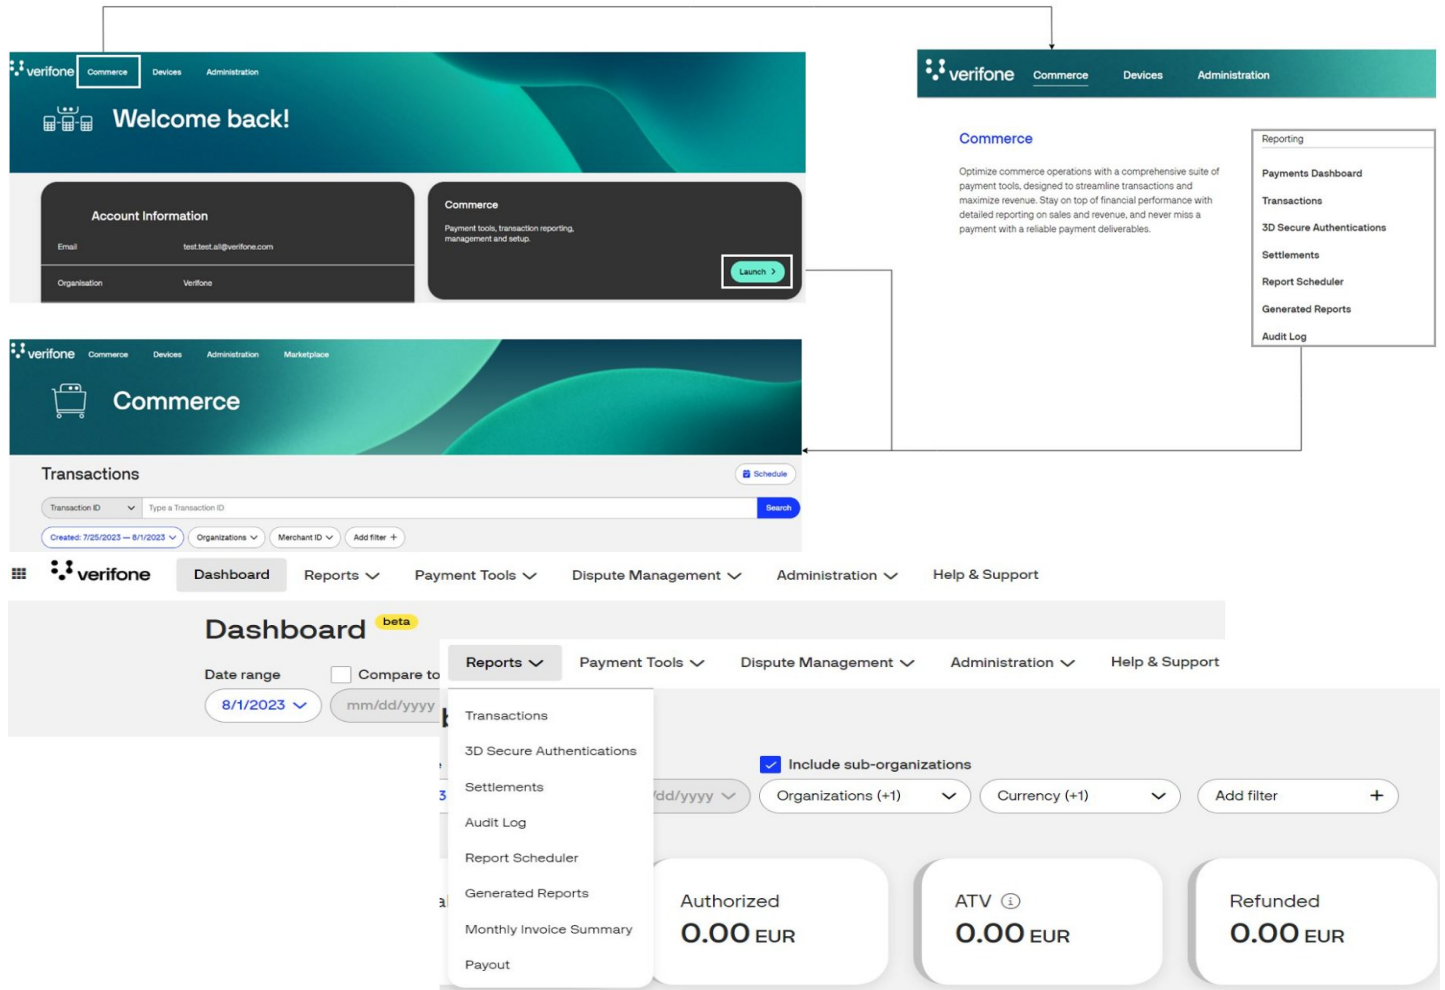 verifone Commerce Devices Administration
Welcome back!
Account Information
Email test.test.all@verifone.com
Organisation Verifone
Commerce
Payment tools, transaction reporting,
management and setup.
Launch
verifone Commerce Devices Administration
Commerce
Optimize commerce operations with a comprehensive suite of
payment tools, designed to streamline transactions and
maximize revenue. Stay on top of financial performance with
detailed reporting on sales and revenue, and never miss a
payment with a reliable payment deliverables.
Reporting
Payments Dashboard
Transactions
3D Secure Authentications
Settlements
Report Scheduler
Generated Reports
Audit Log
verifone Commerce Devices Administration Marketplace
Commerce
Transactions
Schedule
Transaction ID Type a Transaction ID Search
Created: 7/25/2023 — 8/1/2023 Organizations Merchant ID Add filter +
verifone Dashboard Reports Payment Tools Dispute Management Administration Help & Support
Dashboard beta
Date range Compare to
8/1/2023 mm/dd/yyyy
Reports Payment Tools Dispute Management Administration Help & Support
Transactions
3D Secure Authentications
Settlements
Audit Log
Report Scheduler
Generated Reports
Monthly Invoice Summary
Payout
Include sub-organizations
/dd/yyyy Organizations (+1) Currency (+1) Add filter +
Authorized
0.00 EUR
ATV
0.00 EUR
Refunded
0.00 EUR